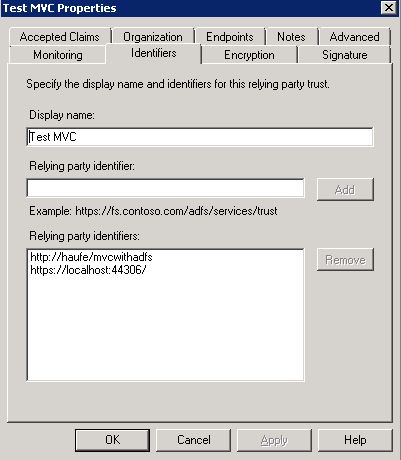 Test MVC Properties
Accepted Claims Organization Endpoints Notes Advanced
Monitoring Identifiers Encryption Signature
Specify the display name and identifiers for this relying party trust.
Display name:
Test MVC
Relying party identifier:
Add
Example: https://fs.contoso.com/adfs/services/trust
Relying party identifiers:
http://haufe/mvcwithadfs
Remove
https://localhost:44306/
OK Cancel Apply Help